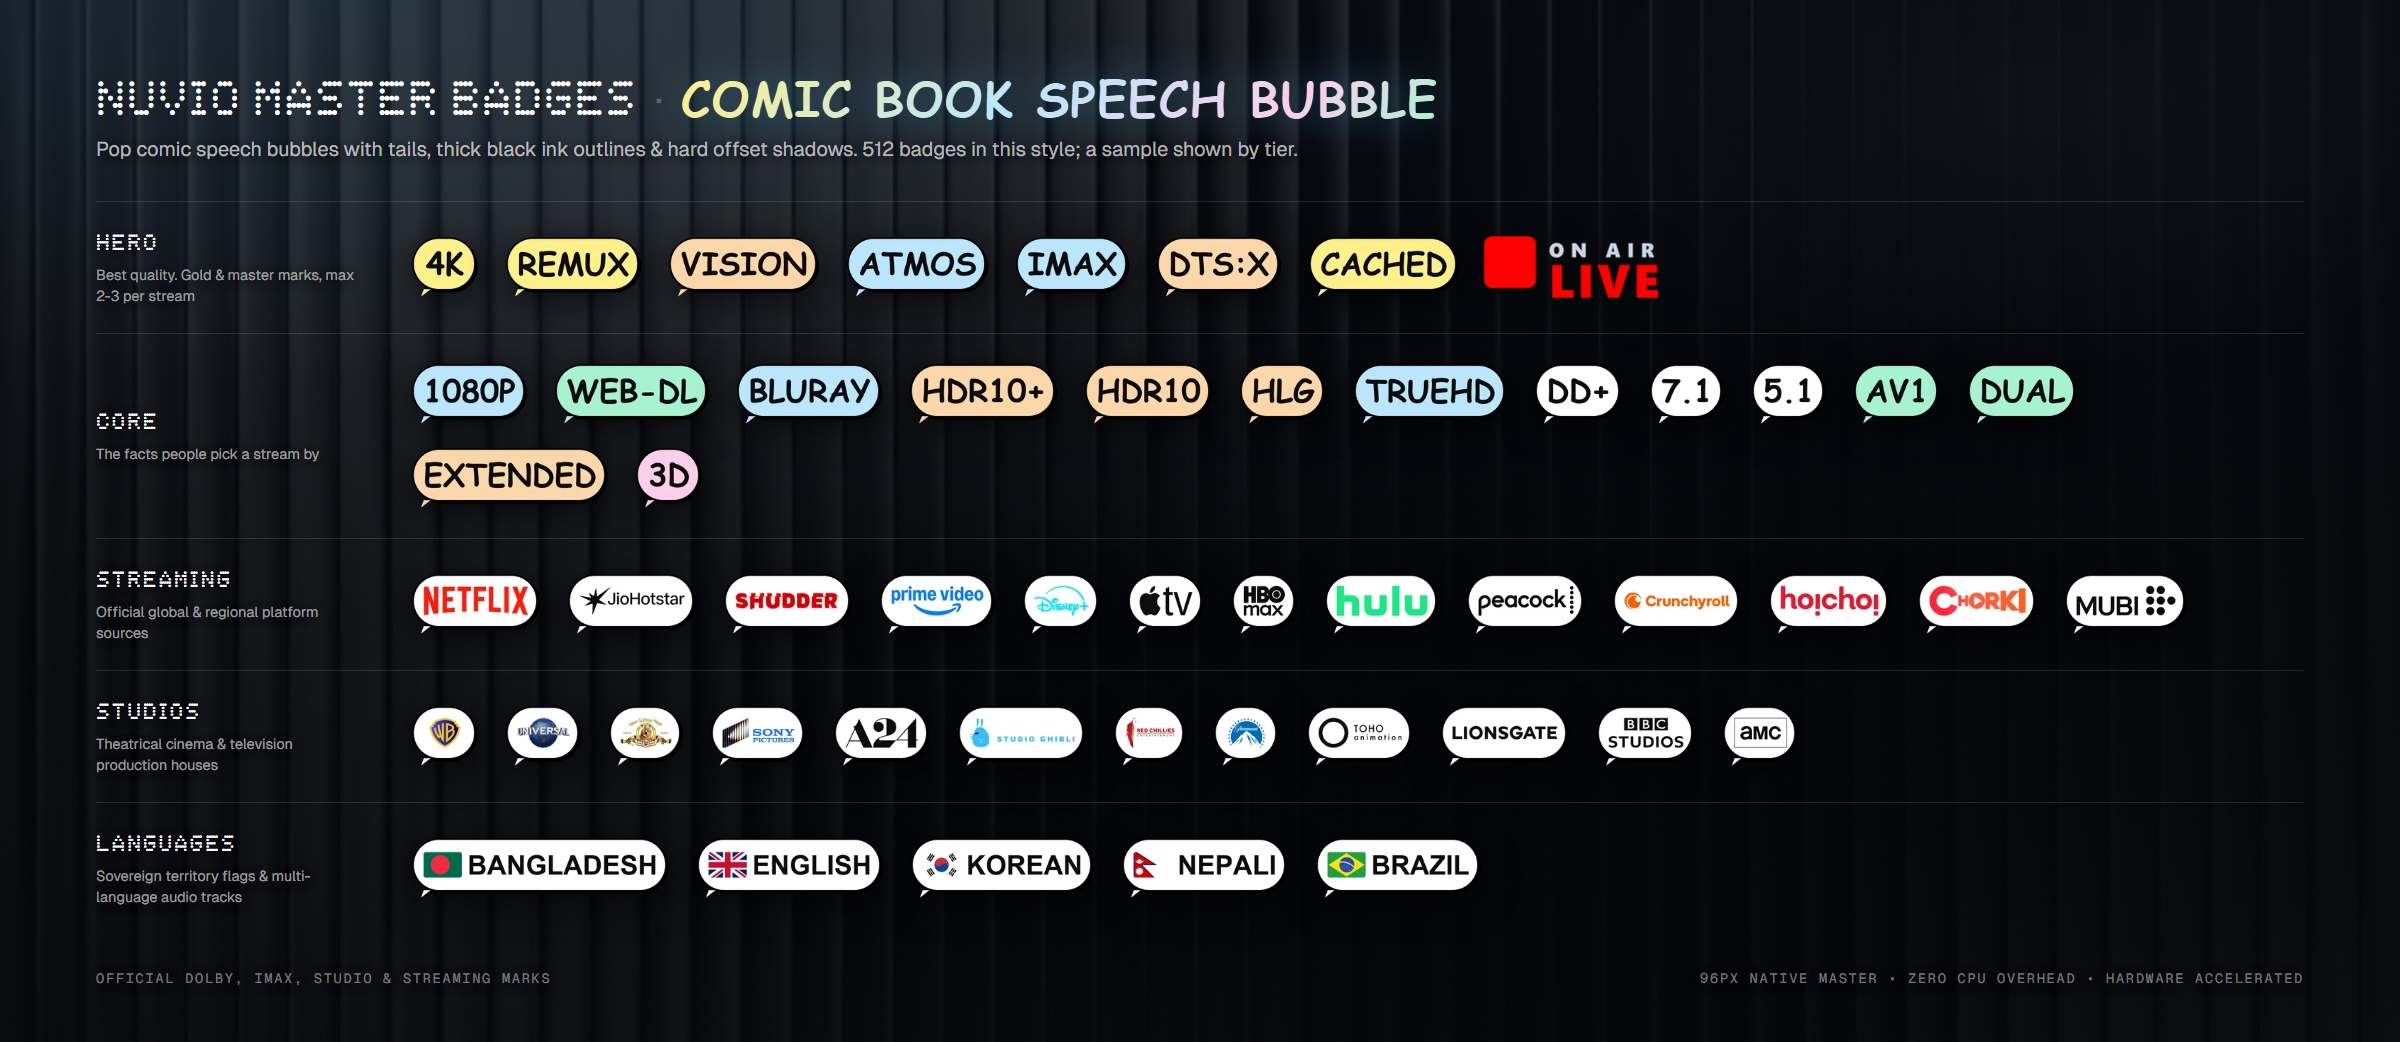 NUVIO MASTER BADGES · COMIC BOOK SPEECH BUBBLE
Pop comic speech bubbles with tails, thick black ink outlines & hard offset shadows. 512 badges in this style; a sample shown by tier.
HERO
Best quality. Gold & master marks, max
2-3 per stream
4K REMUX VISION ATMOS IMAX DTS:X CACHED ON AIR
LIVE
CORE
The facts people pick a stream by
1080P WEB-DL BLURAY HDR10+ HDR10 HLG TRUEHD DD+ 7.1 5.1 AV1 DUAL
EXTENDED 3D
STREAMING
Official global & regional platform
sources
NETFLIX JioHotstar SHUDDER prime video Disney+ tv HBO max hulu peacock Crunchyroll hoichoi CHORKI MUBI
STUDIOS
Theatrical cinema & television
production houses
WB UNIVERSAL SONY PICTURES A24 STUDIO GHIBLI RED CHILLIES ENTERTAINMENT Paramount TOHO animation LIONSGATE BBC STUDIOS aMC
LANGUAGES
Sovereign territory flags & multi-
language audio tracks
BANGLADESH ENGLISH KOREAN NEPALI BRAZIL
OFFICIAL DOLBY, IMAX, STUDIO & STREAMING MARKS
96PX NATIVE MASTER • ZERO CPU OVERHEAD • HARDWARE ACCELERATED